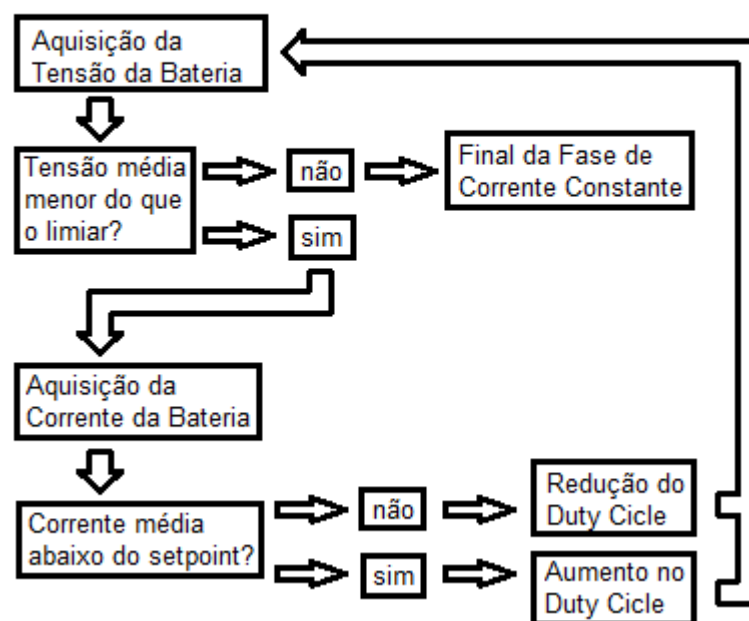 Aquisição da
Tensão da Bateria
Tensão média
menor do que
o limiar?
não
Final da Fase de
Corrente Constante
sim
Aquisição da
Corrente da Bateria
Corrente média
abaixo do setpoint?
não
Redução do
Duty Cicle
sim
Aumento no
Duty Cicle